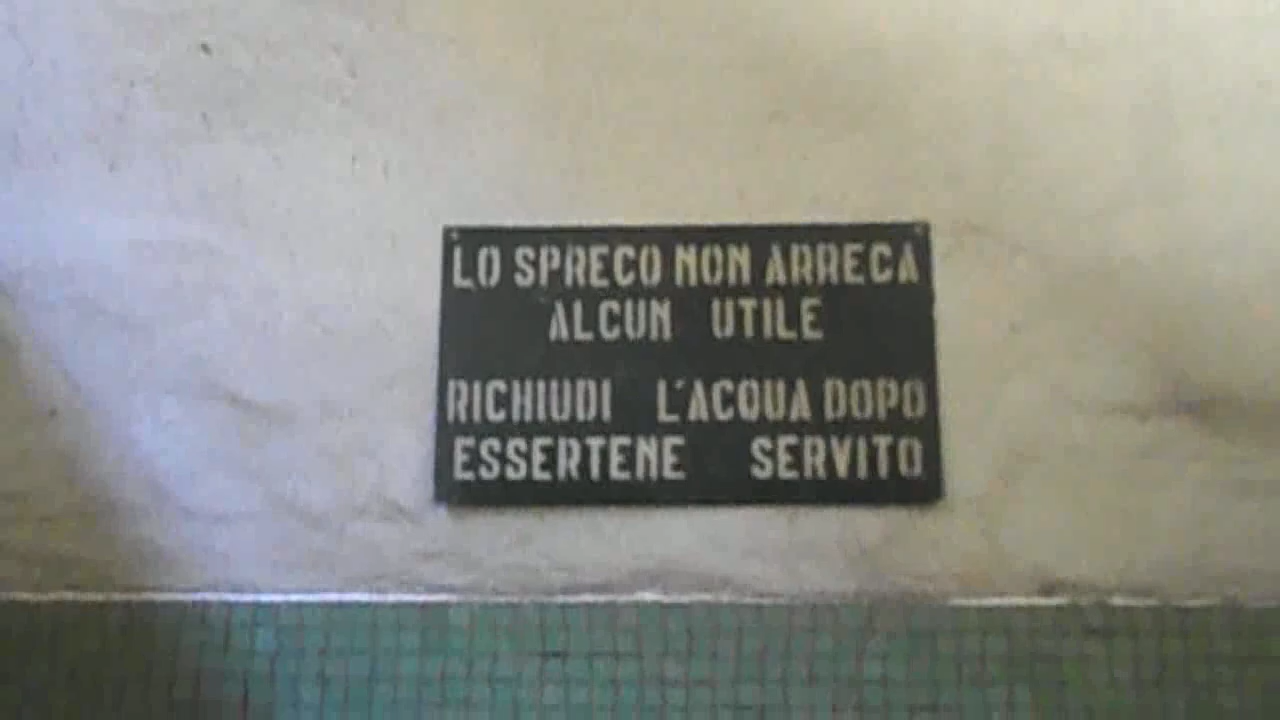 LO SPRECO NON ARRECA
ALCUN UTILE
RICHIUDI L'ACQUA DOPO
ESSERTENE SERVITO